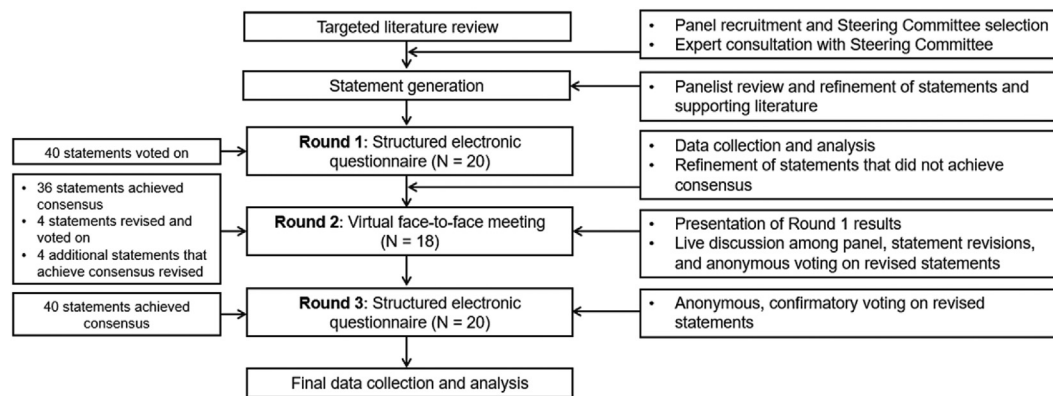 Targeted literature review
• Panel recruitment and Steering Committee selection
• Expert consultation with Steering Committee
Statement generation
• Panelist review and refinement of statements and
supporting literature
40 statements voted on
Round 1: Structured electronic
questionnaire (N = 20)
• Data collection and analysis
• Refinement of statements that did not achieve
consensus
• 36 statements achieved
consensus
• 4 statements revised and
voted on
• 4 additional statements that
achieve consensus revised
Round 2: Virtual face-to-face meeting
(N = 18)
• Presentation of Round 1 results
• Live discussion among panel, statement revisions,
and anonymous voting on revised statements
40 statements achieved
consensus
Round 3: Structured electronic
questionnaire (N = 20)
• Anonymous, confirmatory voting on revised
statements
Final data collection and analysis